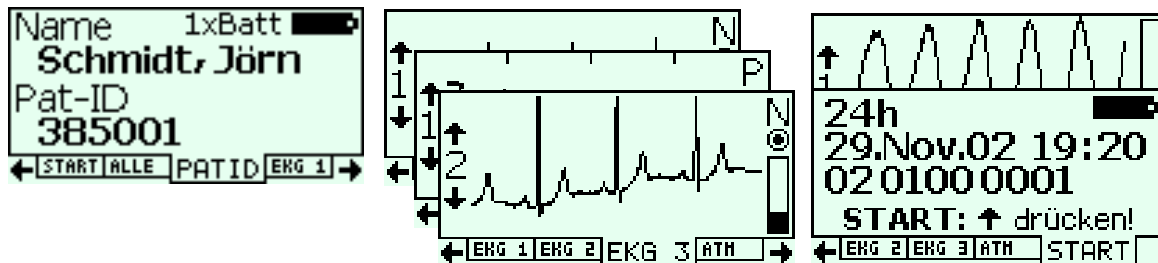 Name 1xBatt
Schmidt, Jörn
Pat-ID
385001
START ALLE PATID EKG 1
N
1
P
1
N
2
EKG 1 EKG 2 EKG 3 ATM
1
24h
29.Nov.02 19:20
02 0100 0001
START: ↑ drücken!
EKG 2 EKG 3 ATM START